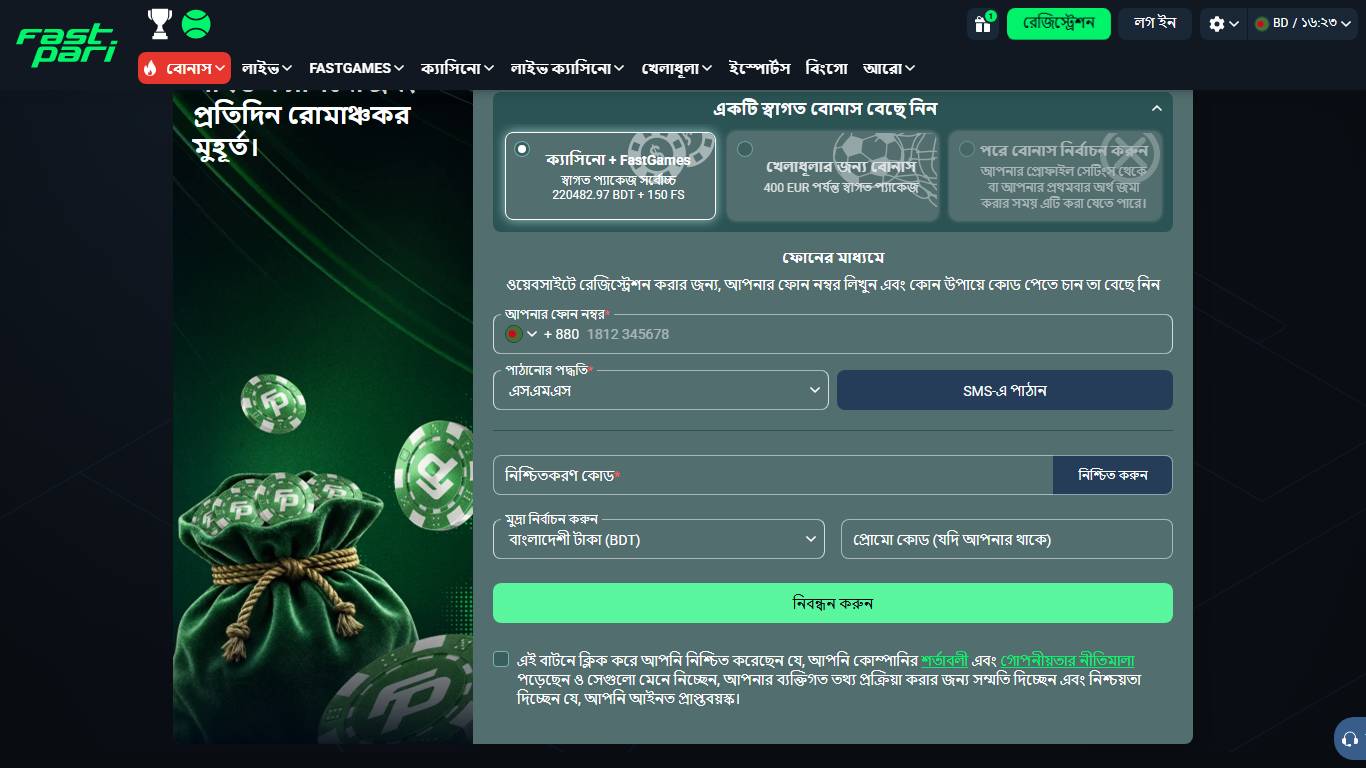 FAST PARI
1
রেজিস্ট্রেশন
লগ ইন
BD / ১৬:২৩
বোনাস
লাইভ
FASTGAMES
ক্যাসিনো
লাইভ ক্যাসিনো
খেলাধূলা
ইস্পোর্টস
বিংগো
আরো
প্রতিদিন রোমাঞ্চকর
মুহূর্ত।
একটি স্বাগত বোনাস বেছে নিন
ক্যাসিনো + FastGames
স্বাগত প্যাকেজ সর্বোচ্চ
220482.97 BDT + 150 FS
খেলাধূলার জন্য বোনাস
400 EUR পর্যন্ত স্বাগত প্যাকেজ
পরে বোনাস নির্বাচন করুন
আপনার প্রোফাইল সেটিংস থেকে
বা আপনার প্রথমবার অর্থ জমা
করার সময় এটি করা যেতে পারে।
ফোনের মাধ্যমে
ওয়েবসাইটে রেজিস্ট্রেশন করার জন্য, আপনার ফোন নম্বর লিখুন এবং কোন উপায়ে কোড পেতে চান তা বেছে নিন
আপনার ফোন নম্বর*
+ 880 1812 345678
পাঠানোর পদ্ধতি*
এসএমএস
SMS-এ পাঠান
নিশ্চিতকরণ কোড*
নিশ্চিত করুন
মুদ্রা নির্বাচন করুন
বাংলাদেশী টাকা (BDT)
প্রোমো কোড (যদি আপনার থাকে)
নিবন্ধন করুন
এই বাটনে ক্লিক করে আপনি নিশ্চিত করেছেন যে, আপনি কোম্পানির শর্তাবলী এবং গোপনীয়তার নীতিমালা
পড়েছেন ও সেগুলো মেনে নিচ্ছেন, আপনার ব্যক্তিগত তথ্য প্রক্রিয়া করার জন্য সম্মতি দিচ্ছেন এবং নিশ্চয়তা
দিচ্ছেন যে, আপনি আইনত প্রাপ্তবয়স্ক।